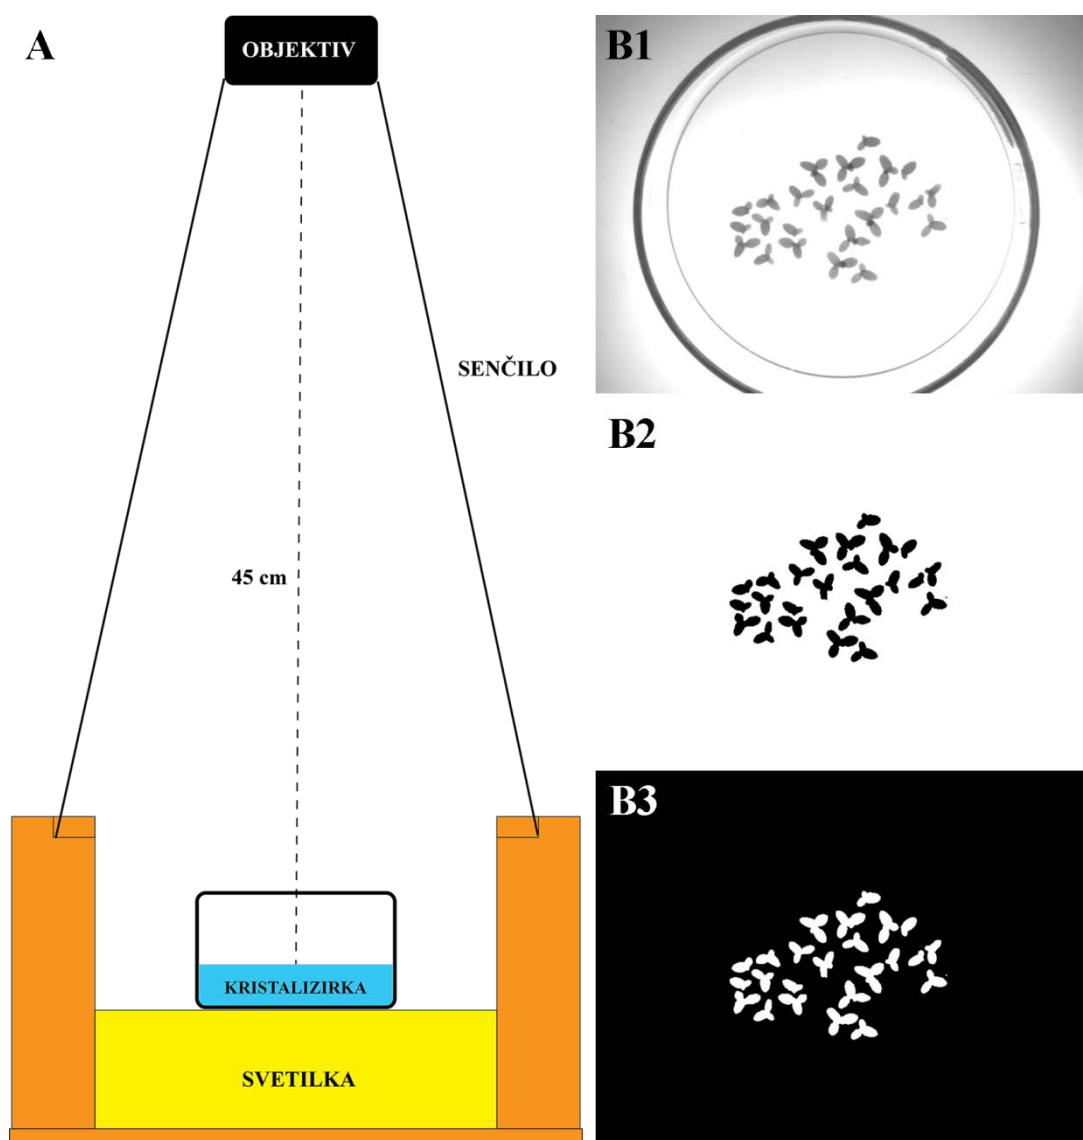 A
OBJEKTIV
SENČILO
45 cm
KRISTALIZIRKA
SVETILKA
B1
B2
B3